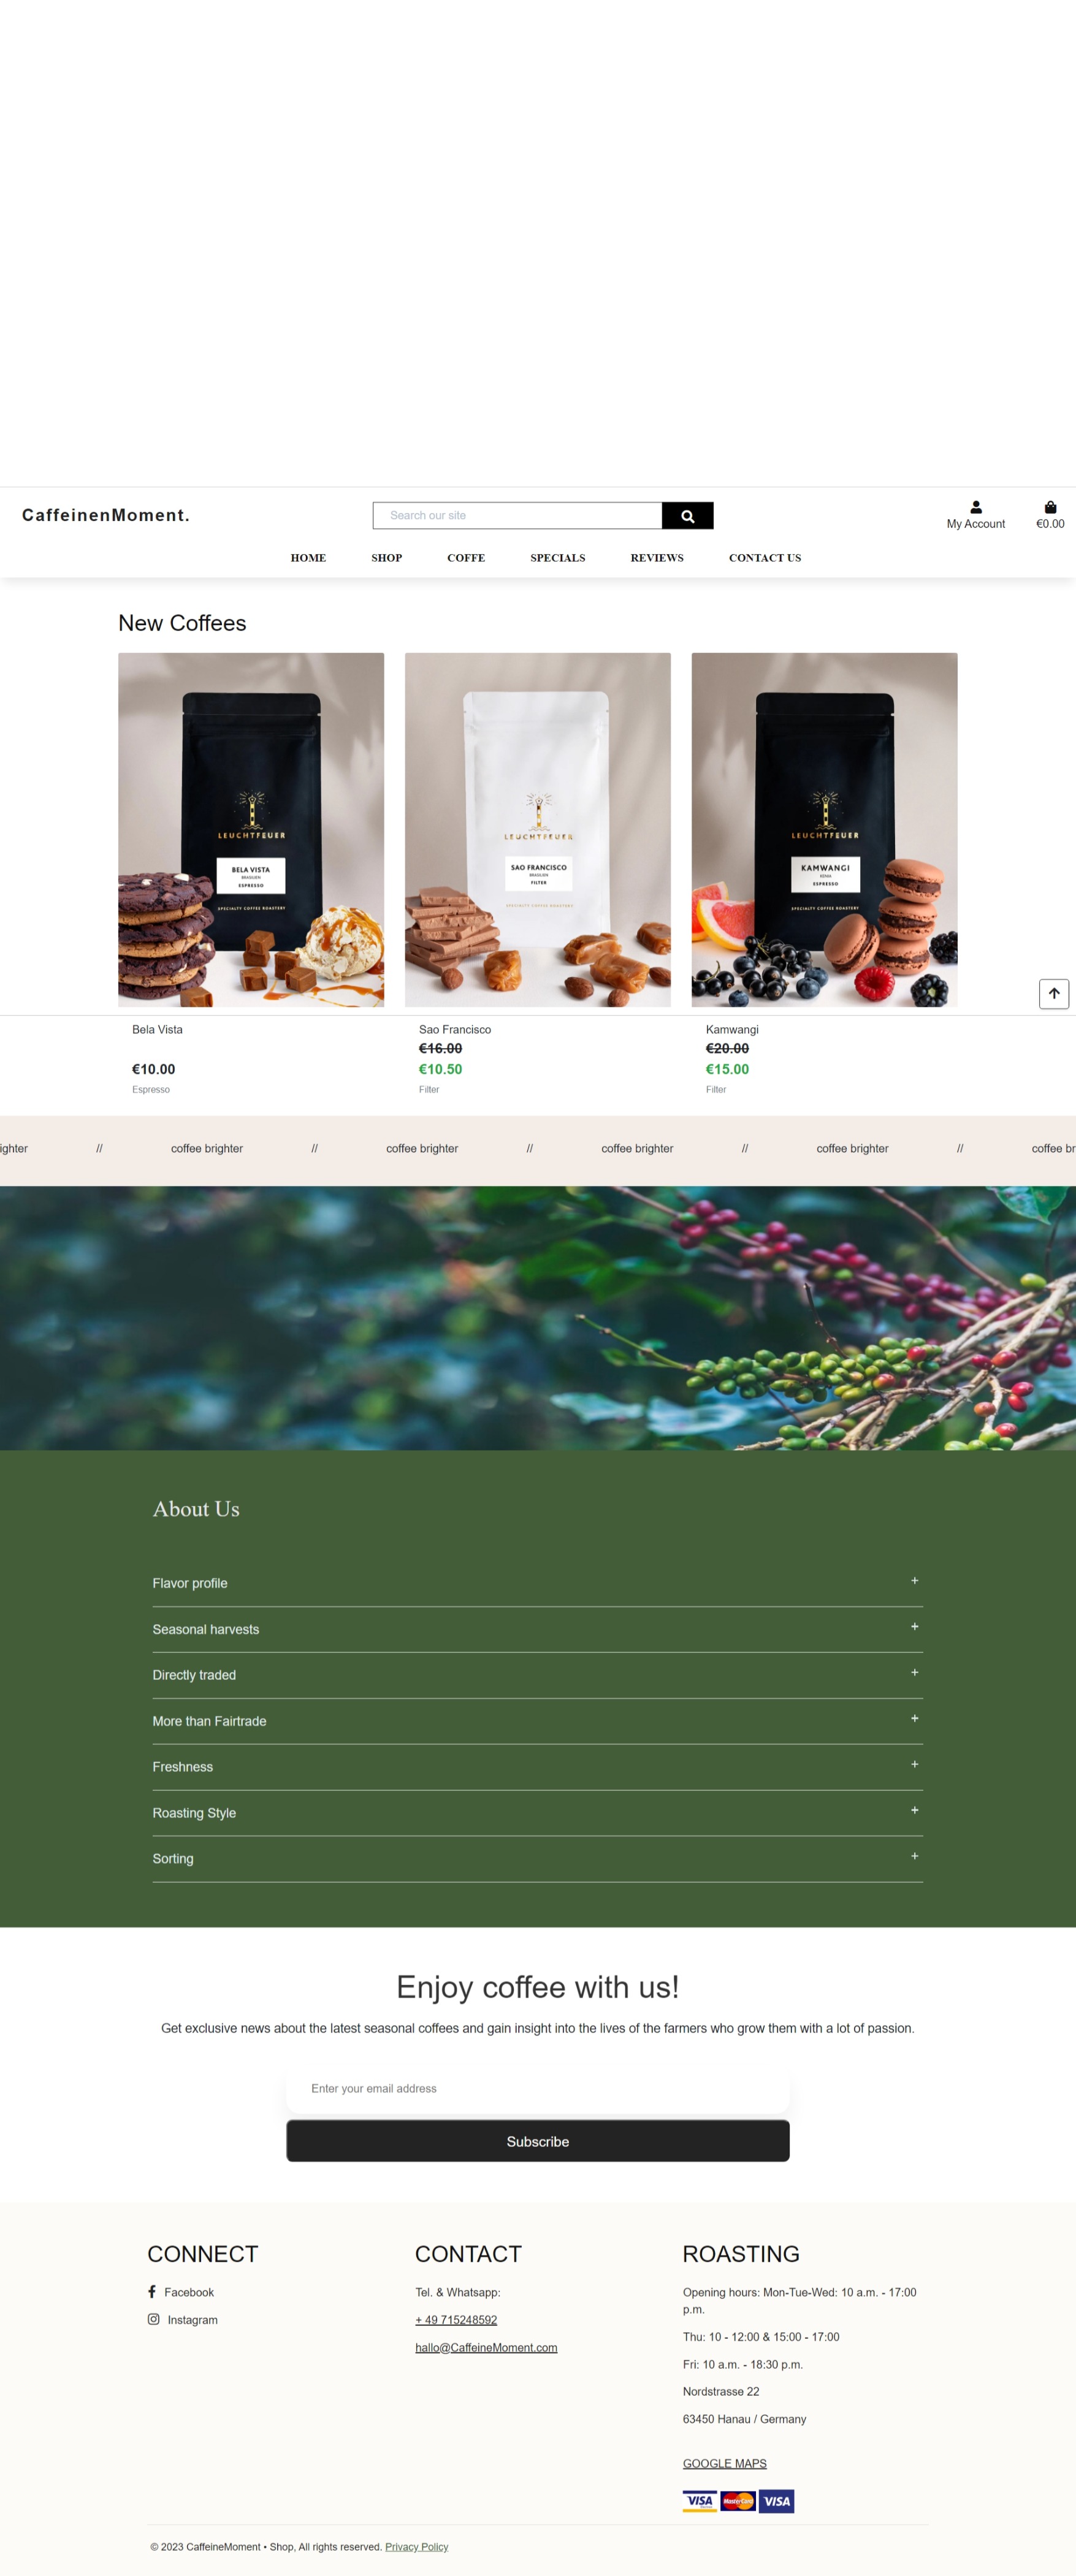 CaffeinenMoment.
Search our site
My Account
€0.00
HOME
SHOP
COFFE
SPECIALS
REVIEWS
CONTACT US
New Coffees
LEUCHTFEUER
BELA VISTA
BRASILIEN
ESPRESSO
SPECIALTY COFFEE ROASTERY
LEUCHTFEUER
SAO FRANCISCO
BRASILIEN
FILTER
SPECIALTY COFFEE ROASTERY
LEUCHTFEUER
KAMWANGI
KENIA
ESPRESSO
SPECIALTY COFFEE ROASTERY
Bela Vista
€10.00
Espresso
Sao Francisco
€16.00
€10.50
Filter
Kamwangi
€20.00
€15.00
Filter
ighter // coffee brighter // coffee brighter // coffee brighter // coffee brighter // coffee br
About Us
Flavor profile +
Seasonal harvests +
Directly traded +
More than Fairtrade +
Freshness +
Roasting Style +
Sorting +
Enjoy coffee with us!
Get exclusive news about the latest seasonal coffees and gain insight into the lives of the farmers who grow them with a lot of passion.
Enter your email address
Subscribe
CONNECT
Facebook
Instagram
CONTACT
Tel. & Whatsapp:
+ 49 715248592
hallo@CaffeineMoment.com
ROASTING
Opening hours: Mon-Tue-Wed: 10 a.m. - 17:00
p.m.
Thu: 10 - 12:00 & 15:00 - 17:00
Fri: 10 a.m. - 18:30 p.m.
Nordstrasse 22
63450 Hanau / Germany
GOOGLE MAPS
VISA
MasterCard
VISA
© 2023 CaffeineMoment • Shop, All rights reserved. Privacy Policy